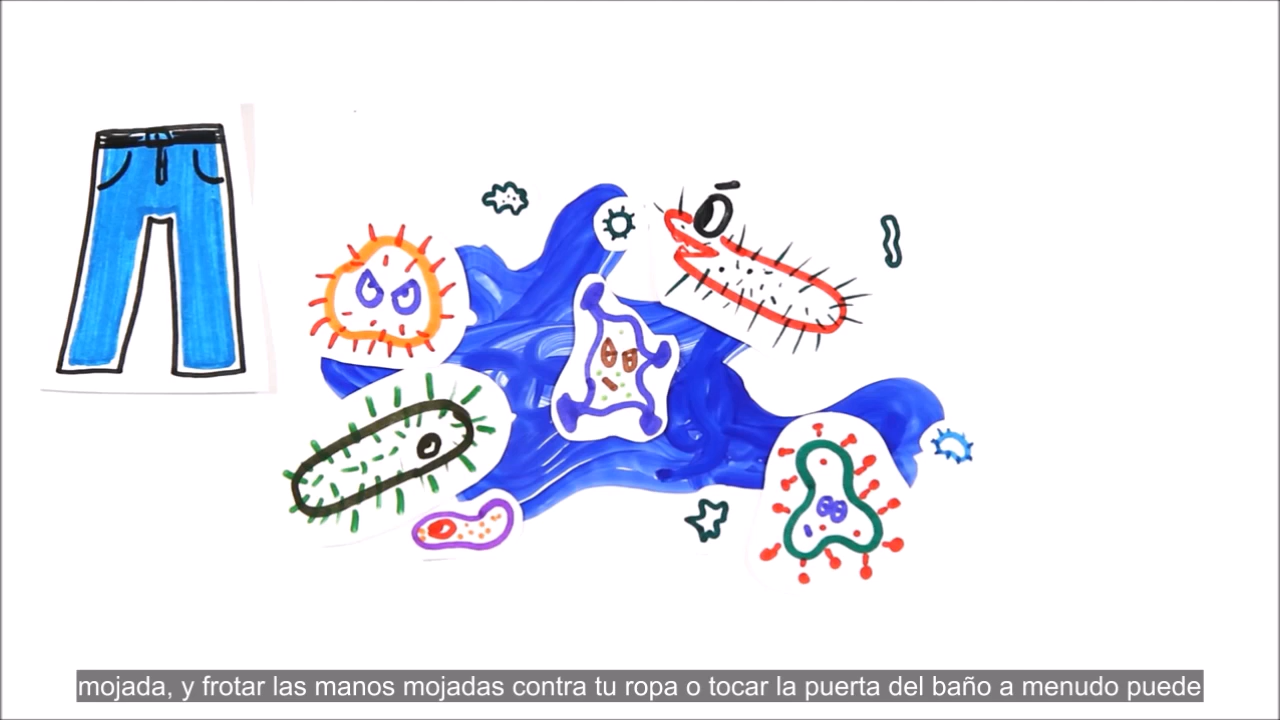 mojada, y frotar las manos mojadas contra tu ropa o tocar la puerta del baño a menudo puede